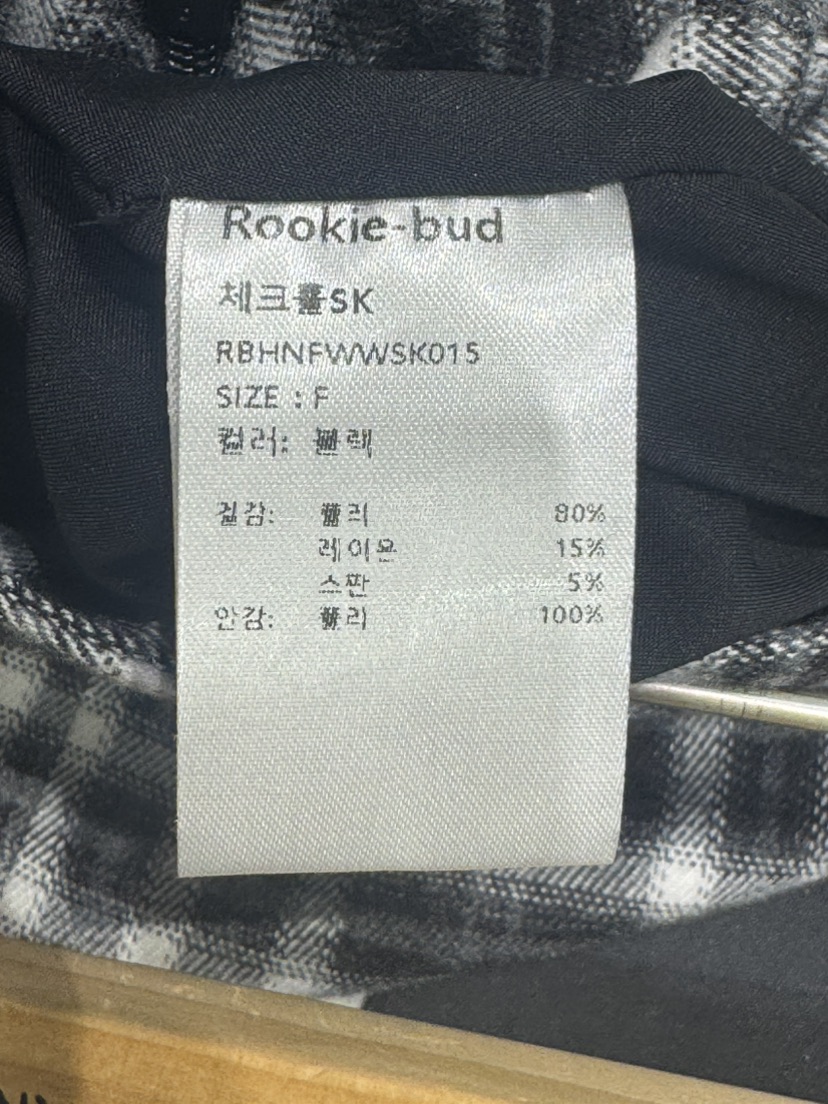 Rookie-bud
체크롤SK
RBHNFWWSK015
SIZE : F
컬러: 블랙
겉감: 폴리 80%
레이온 15%
스판 5%
안감: 폴리 100%